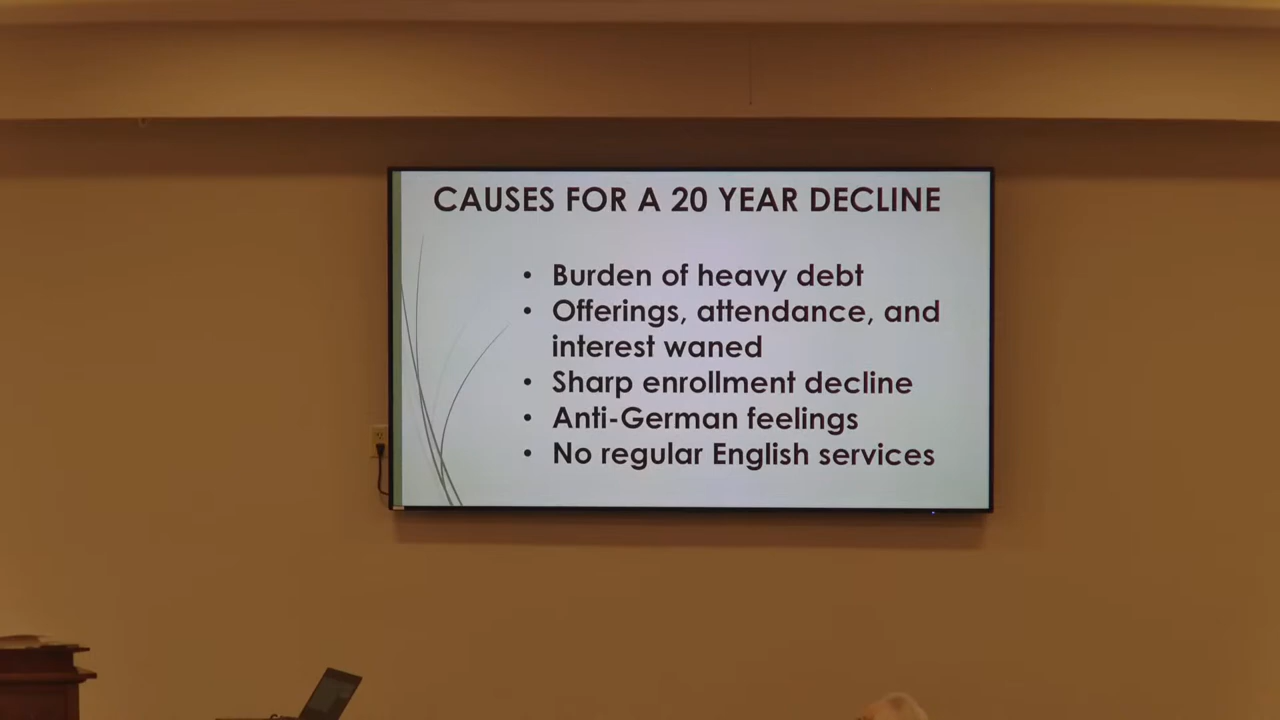 CAUSES FOR A 20 YEAR DECLINE
• Burden of heavy debt
• Offerings, attendance, and
interest waned
• Sharp enrollment decline
• Anti-German feelings
• No regular English services